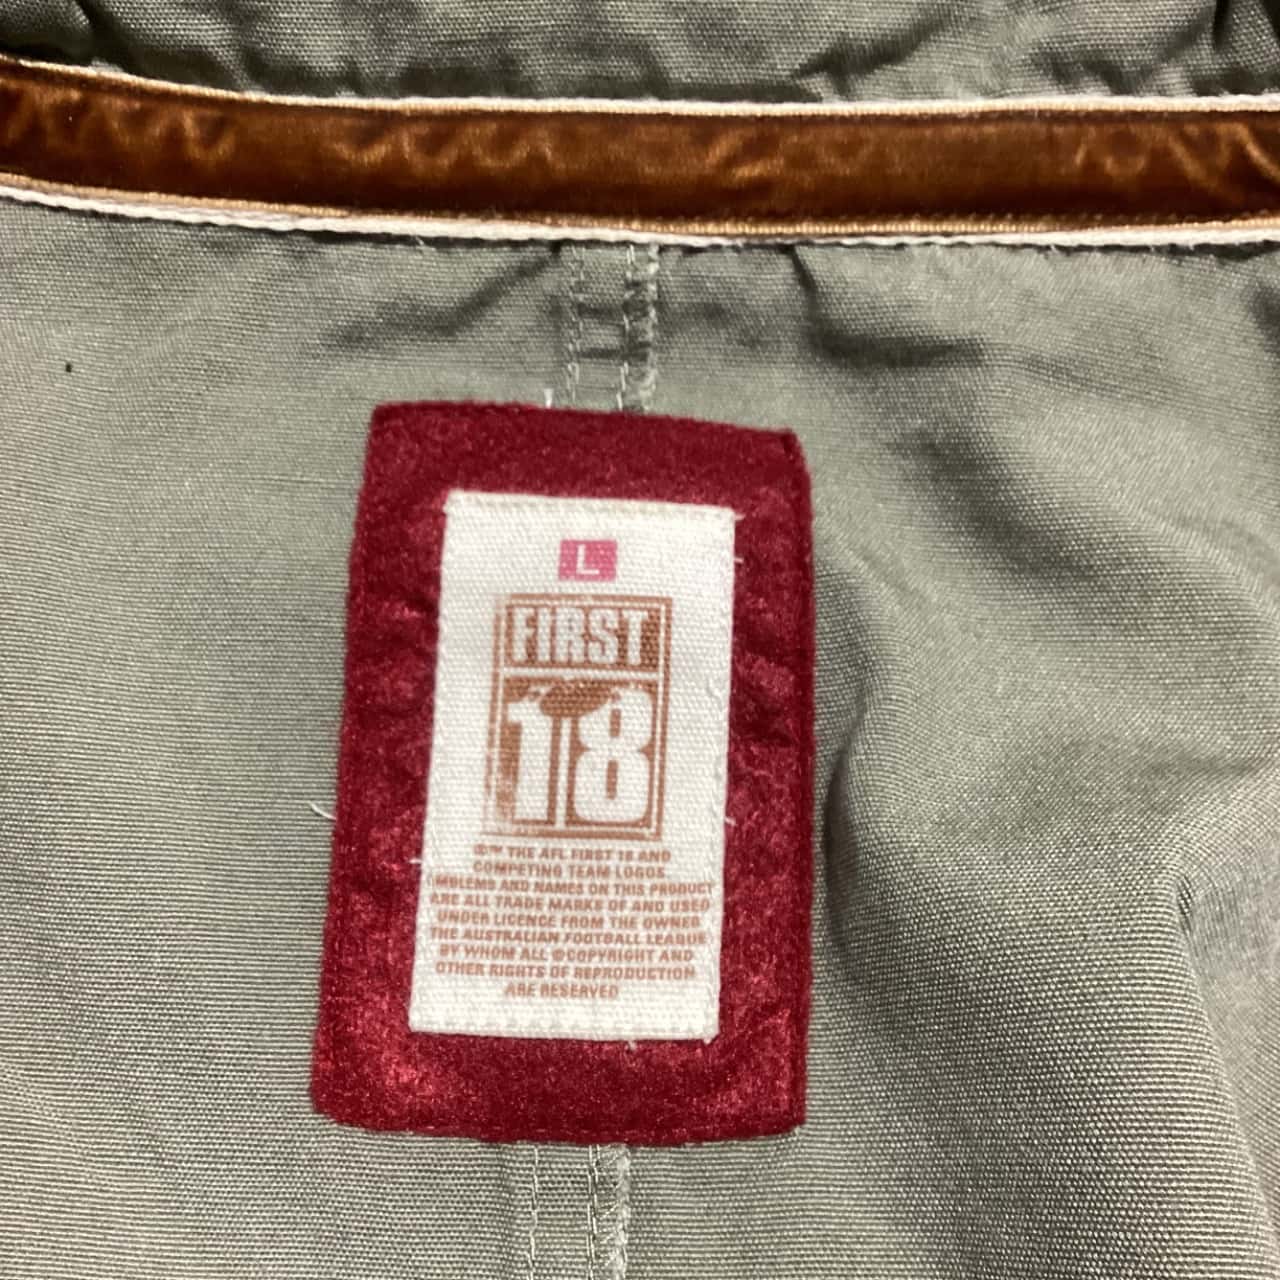 L
FIRST
18
©™ THE AFL FIRST 18 AND
COMPETING TEAM LOGOS.
EMBLEMS AND NAMES ON THIS PRODUCT
ARE ALL TRADE MARKS OF AND USED
UNDER LICENCE FROM THE OWNER
THE AUSTRALIAN FOOTBALL LEAGUE
BY WHOM ALL ©COPYRIGHT AND
OTHER RIGHTS OF REPRODUCTION
ARE RESERVED